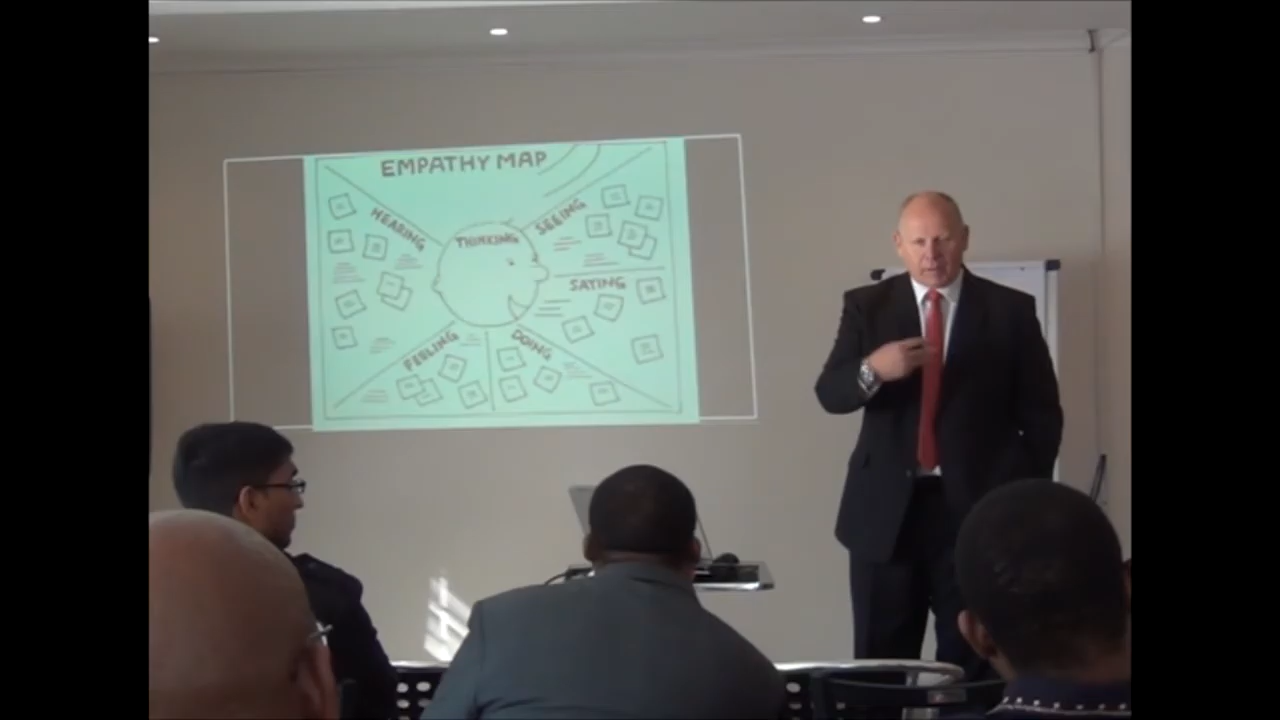 EMPATHY MAP
HEARING
THINKING
SEEING
SAYING
FEELING
DOING